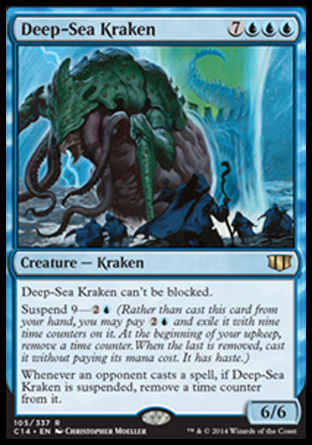 Deep-Sea Kraken 7
Creature — Kraken
Deep-Sea Kraken can't be blocked.
Suspend 9—2 (Rather than cast this card from
your hand, you may pay 2 and exile it with nine
time counters on it. At the beginning of your upkeep,
remove a time counter. When the last is removed, cast
it without paying its mana cost. It has haste.)
Whenever an opponent casts a spell, if Deep-Sea
Kraken is suspended, remove a time counter
from it.
6/6
105/337 R
C14 • EN Christopher Moeller ™ & © 2014 Wizards of the Coast